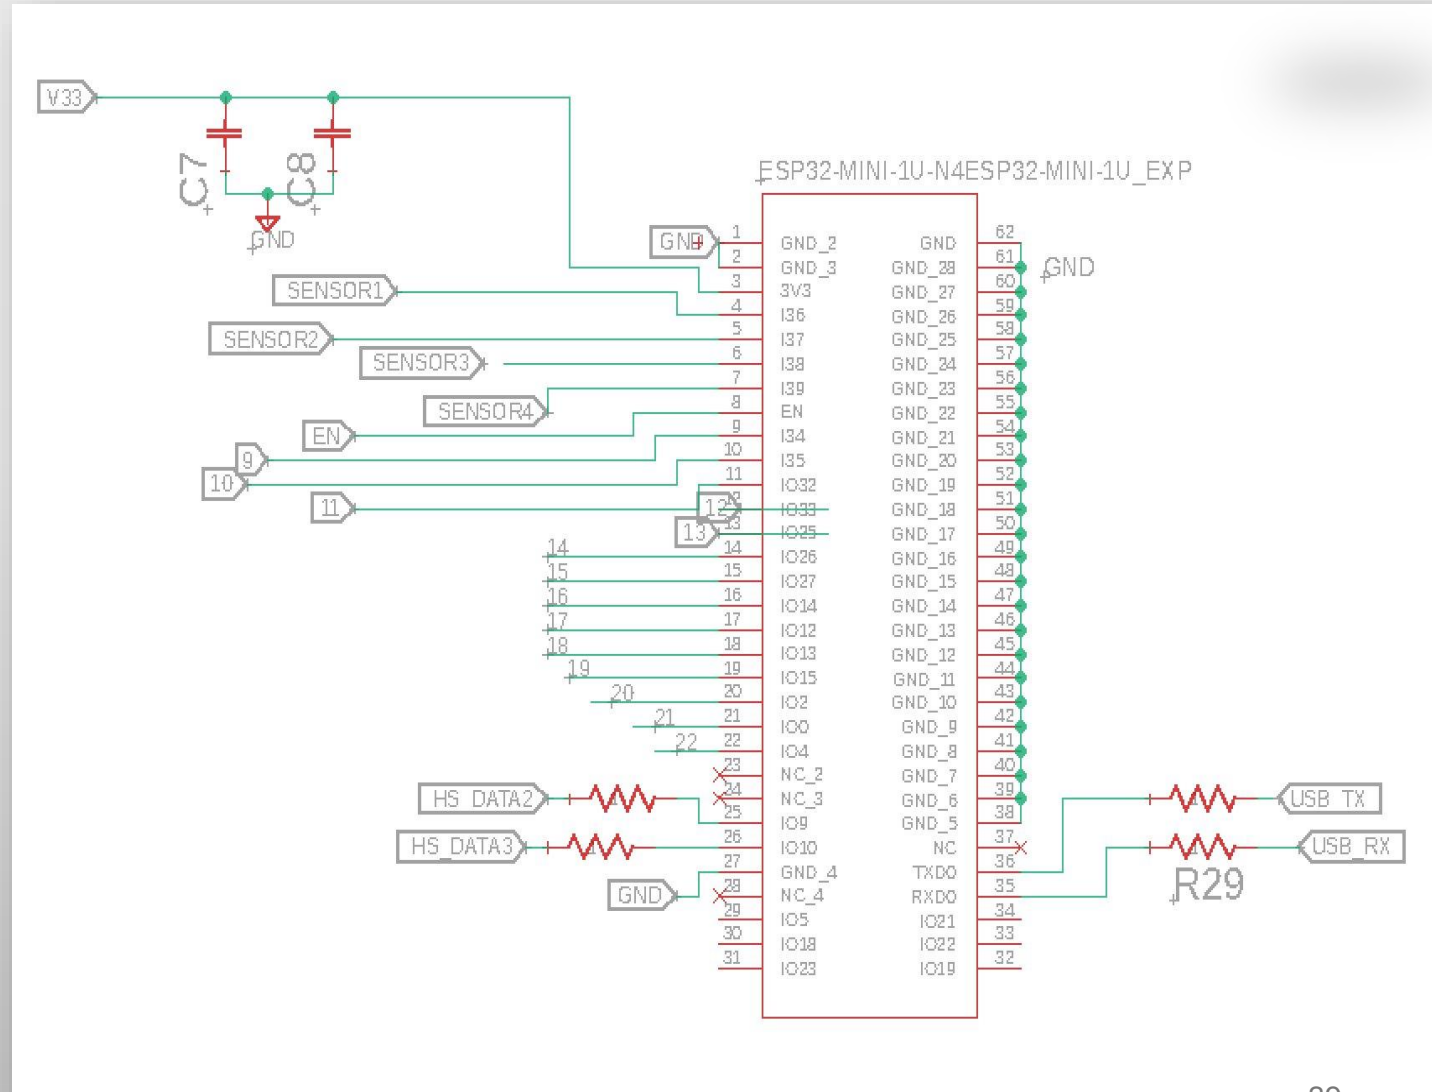 V33
C7
C8
GND
ESP32-MINI-1U-N4ESP32-MINI-1U_EXP
GND 1 GND_2 GND 62
2 GND_3 GND_28 61 GND
SENSOR1 3 3V3 GND_27 60
4 I36 GND_26 59
SENSOR2 5 I37 GND_25 58
SENSOR3 6 I38 GND_24 57
7 I39 GND_23 56
SENSOR4 8 EN GND_22 55
EN 9 I34 GND_21 54
9 10 I35 GND_20 53
10 11 IO32 GND_19 52
11 12 12 IO33 GND_18 51
13 13 IO25 GND_17 50
14 14 IO26 GND_16 49
15 15 IO27 GND_15 48
16 16 IO14 GND_14 47
17 17 IO12 GND_13 46
18 18 IO13 GND_12 45
19 19 IO15 GND_11 44
20 20 IO2 GND_10 43
21 21 IO0 GND_9 42
22 22 IO4 GND_8 41
23 NC_2 GND_7 40
HS_DATA2 24 NC_3 GND_6 39 USB_TX
25 IO9 GND_5 38
HS_DATA3 26 IO10 NC 37 USB_RX
27 GND_4 TXD0 36
GND 28 NC_4 RXD0 35 R29
29 IO5 IO21 34
30 IO18 IO22 33
31 IO23 IO19 32